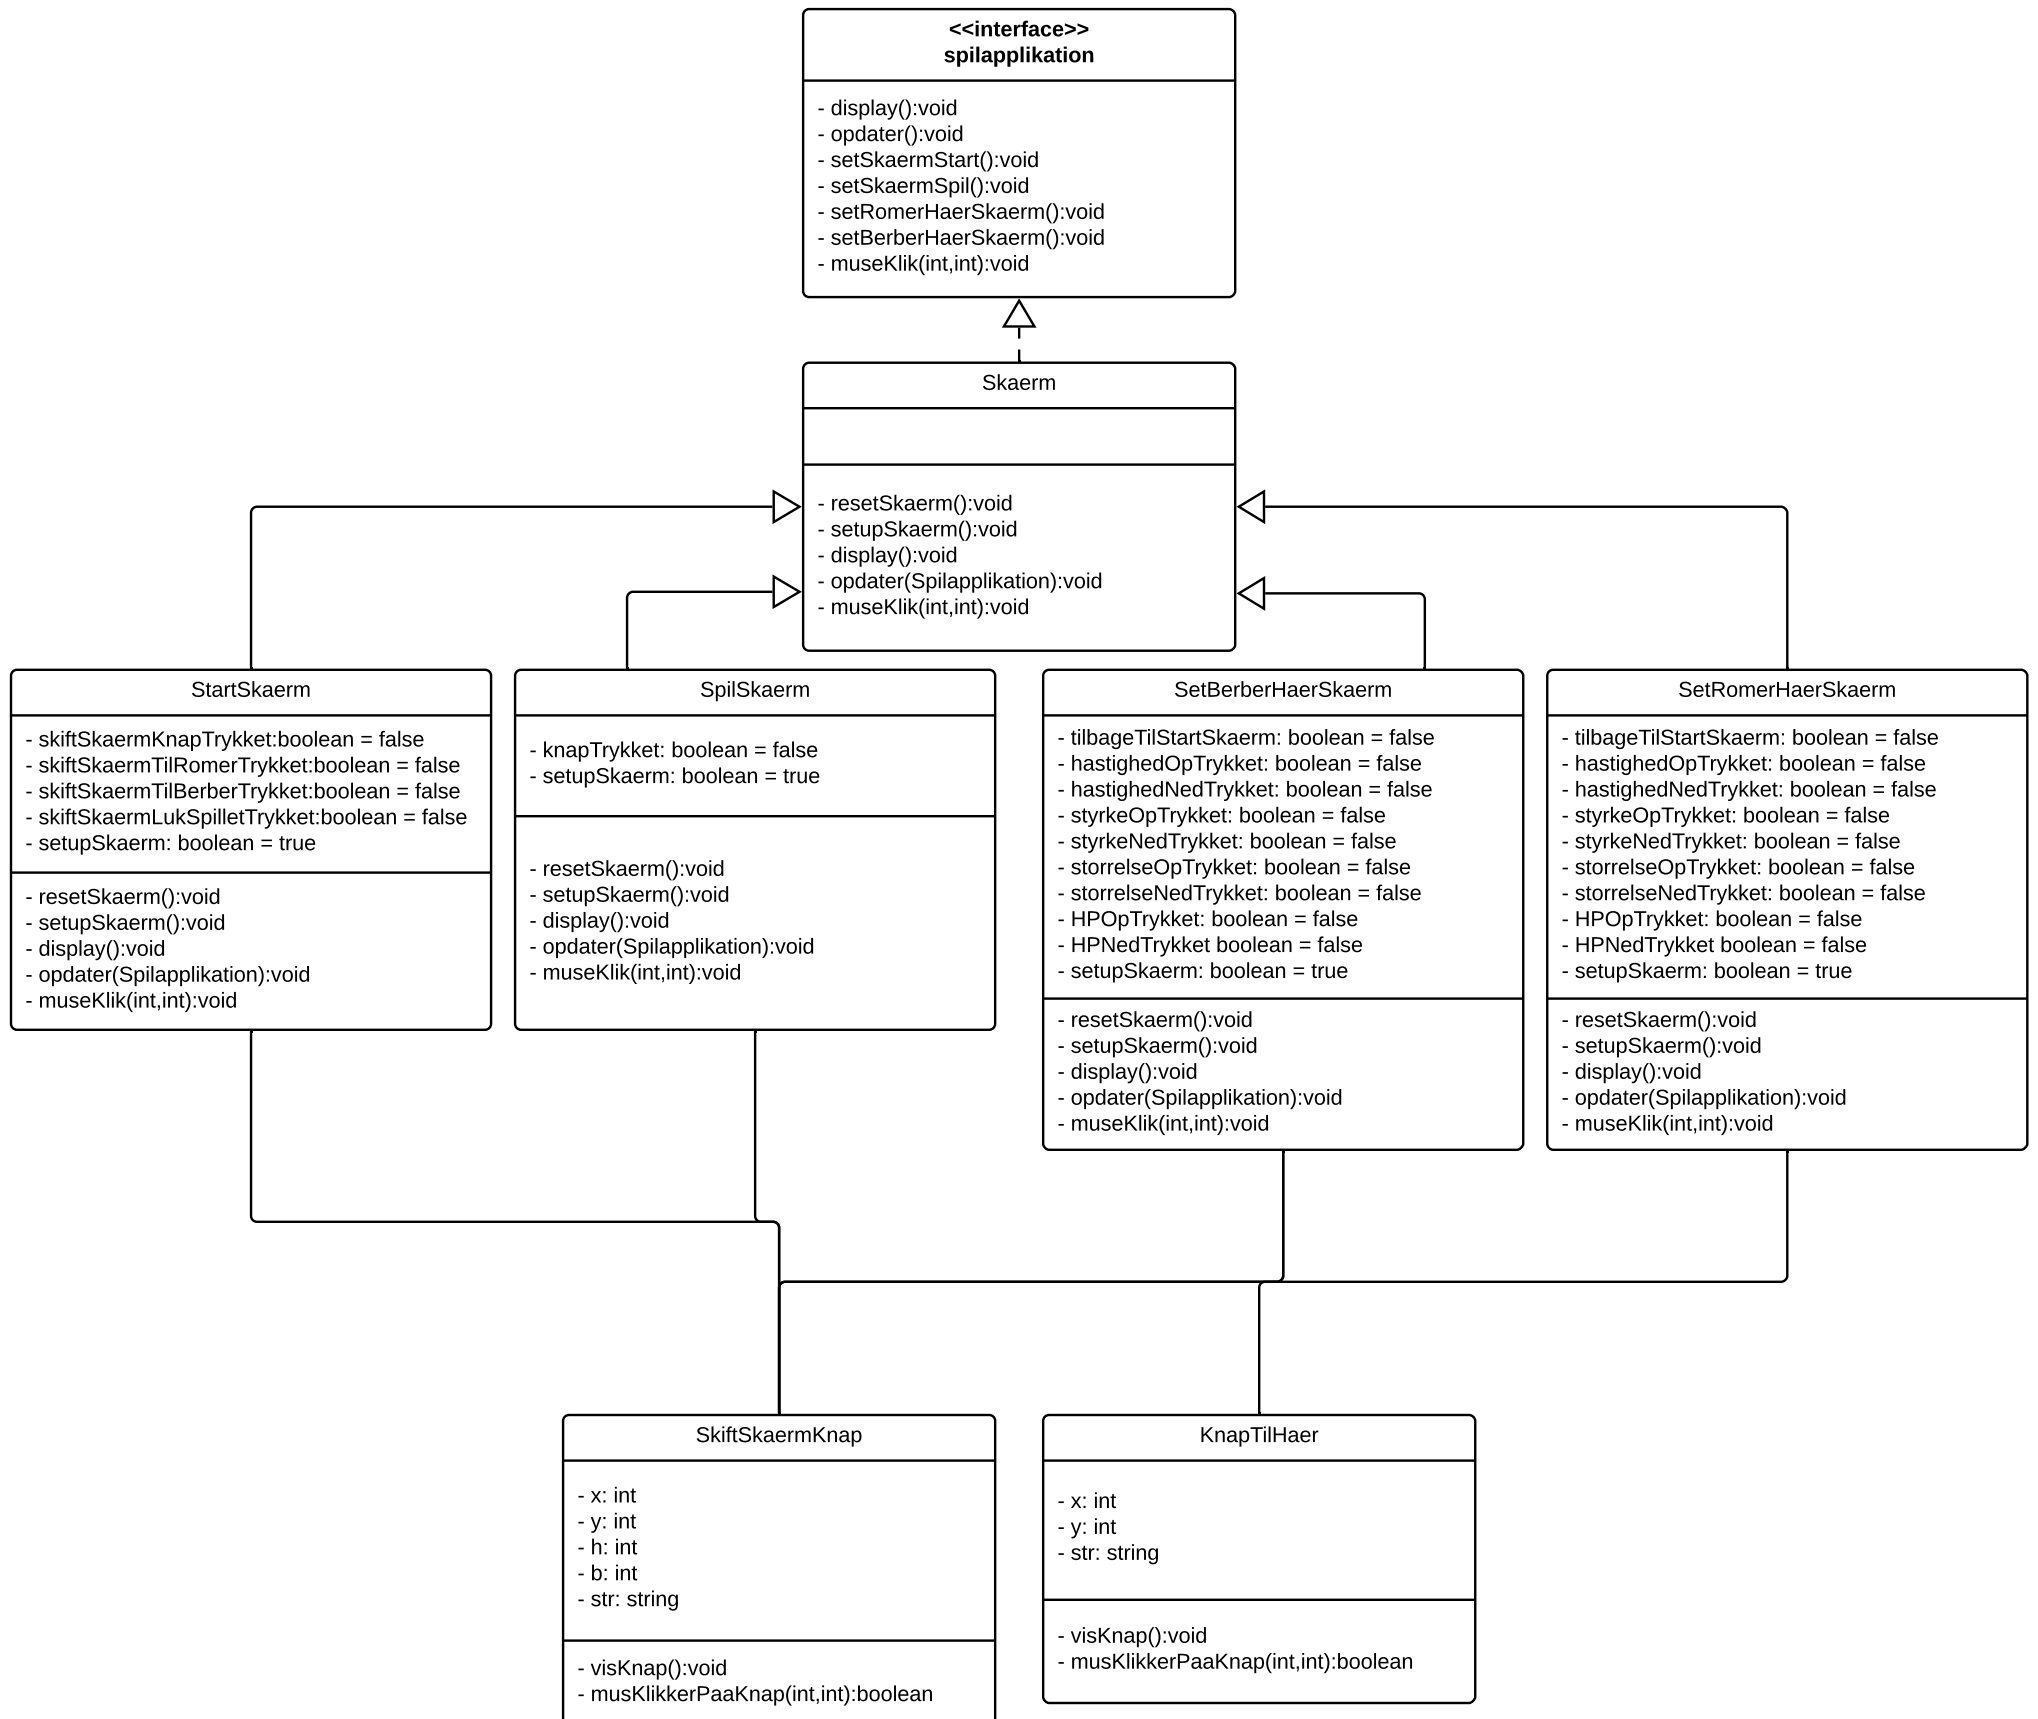 <<interface>>
spilapplikation
- display():void
- opdater():void
- setSkaermStart():void
- setSkaermSpil():void
- setRomerHaerSkaerm():void
- setBerberHaerSkaerm():void
- museKlik(int,int):void
Skaerm
- resetSkaerm():void
- setupSkaerm():void
- display():void
- opdater(Spilapplikation):void
- museKlik(int,int):void
StartSkaerm
- skiftSkaermKnapTrykket:boolean = false
- skiftSkaermTilRomerTrykket:boolean = false
- skiftSkaermTilBerberTrykket:boolean = false
- skiftSkaermLukSpilletTrykket:boolean = false
- setupSkaerm: boolean = true
- resetSkaerm():void
- setupSkaerm():void
- display():void
- opdater(Spilapplikation):void
- museKlik(int,int):void
SpilSkaerm
- knapTrykket: boolean = false
- setupSkaerm: boolean = true
- resetSkaerm():void
- setupSkaerm():void
- display():void
- opdater(Spilapplikation):void
- museKlik(int,int):void
SetBerberHaerSkaerm
- tilbageTilStartSkaerm: boolean = false
- hastighedOpTrykket: boolean = false
- hastighedNedTrykket: boolean = false
- styrkeOpTrykket: boolean = false
- styrkeNedTrykket: boolean = false
- storrelseOpTrykket: boolean = false
- storrelseNedTrykket: boolean = false
- HPOpTrykket: boolean = false
- HPNedTrykket boolean = false
- setupSkaerm: boolean = true
- resetSkaerm():void
- setupSkaerm():void
- display():void
- opdater(Spilapplikation):void
- museKlik(int,int):void
SetRomerHaerSkaerm
- tilbageTilStartSkaerm: boolean = false
- hastighedOpTrykket: boolean = false
- hastighedNedTrykket: boolean = false
- styrkeOpTrykket: boolean = false
- styrkeNedTrykket: boolean = false
- storrelseOpTrykket: boolean = false
- storrelseNedTrykket: boolean = false
- HPOpTrykket: boolean = false
- HPNedTrykket boolean = false
- setupSkaerm: boolean = true
- resetSkaerm():void
- setupSkaerm():void
- display():void
- opdater(Spilapplikation):void
- museKlik(int,int):void
SkiftSkaermKnap
- x: int
- y: int
- h: int
- b: int
- str: string
- visKnap():void
- musKlikkerPaaKnap(int,int):boolean
KnapTilHaer
- x: int
- y: int
- str: string
- visKnap():void
- musKlikkerPaaKnap(int,int):boolean